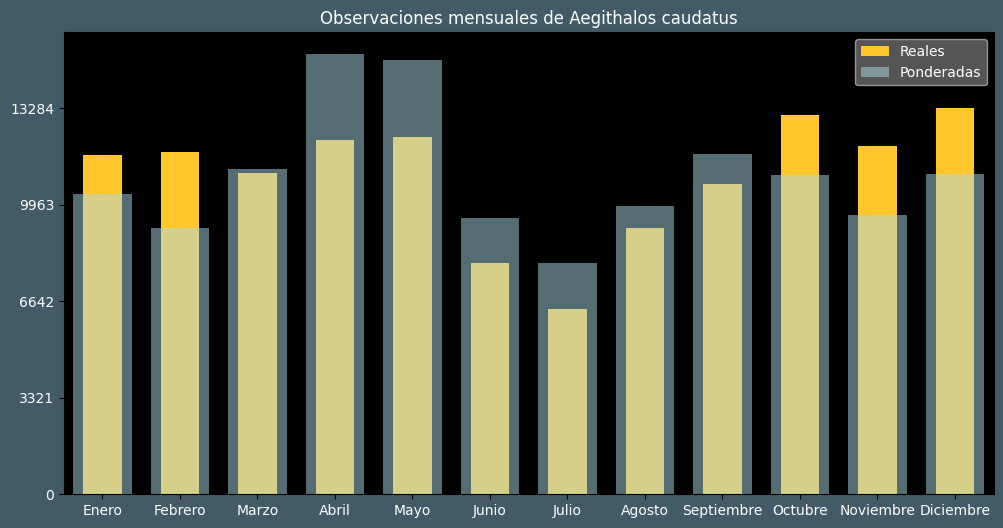 Observaciones mensuales de Aegithalos caudatus
Reales
Ponderadas
13284
9963
6642
3321
0
Enero Febrero Marzo Abril Mayo Junio Julio Agosto Septiembre Octubre Noviembre Diciembre